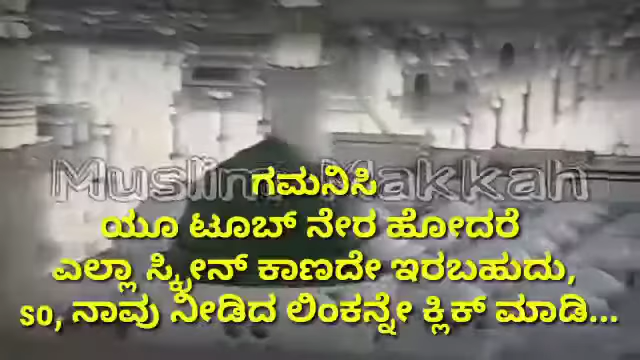 Muslim Makkah
ಗಮನಿಸಿ
ಯೂ ಟೂಬ್ ನೇರ ಹೋದರೆ
ಎಲ್ಲಾ ಸ್ಕ್ರೀನ್ ಕಾಣದೇ ಇರಬಹುದು,
so, ನಾವು ನೀಡಿದ ಲಿಂಕನ್ನೇ ಕ್ಲಿಕ್ ಮಾಡಿ...